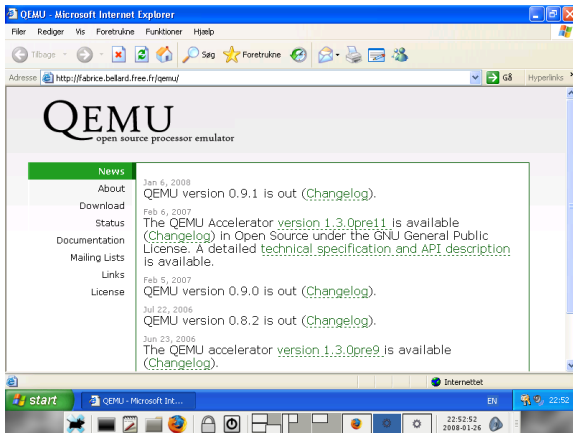 QEMU - Microsoft Internet Explorer
Filer Rediger Vis Foretrukne Funktioner Hjælp
Tilbage Søg Foretrukne
Adresse http://fabrice.bellard.free.fr/qemu/ Gå Hyperlinks
QEMU
open source processor emulator
News
About
Download
Status
Documentation
Mailing Lists
Links
License
Jan 6, 2008
QEMU version 0.9.1 is out (Changelog).
Feb 6, 2007
The QEMU Accelerator version 1.3.0pre11 is available
(Changelog) in Open Source under the GNU General Public
License. A detailed technical specification and API description
is available.
Feb 5, 2007
QEMU version 0.9.0 is out (Changelog).
Jul 22, 2006
QEMU version 0.8.2 is out (Changelog).
Jun 23, 2006
The QEMU accelerator version 1.3.0pre9 is available
(Changelog).
Internettet
start QEMU - Microsoft Int... EN 22:52
22:52:52
2008-01-26